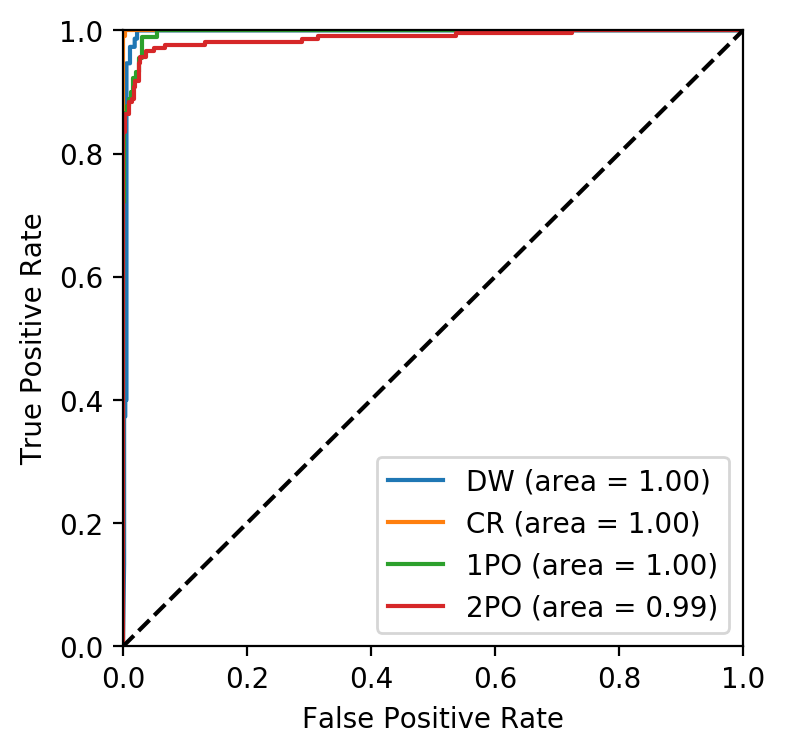 1.0
0.8
0.6
0.4
0.2
0.0
True Positive Rate
DW (area = 1.00)
CR (area = 1.00)
1PO (area = 1.00)
2PO (area = 0.99)
0.0 0.2 0.4 0.6 0.8 1.0
False Positive Rate